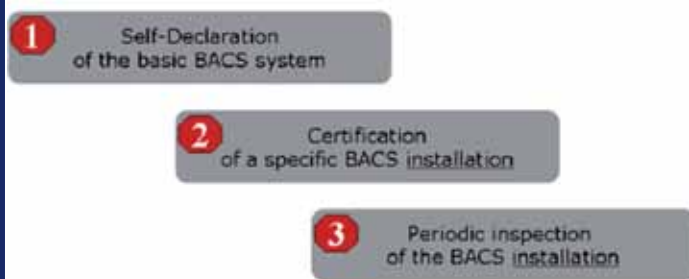 1
Self-Declaration
of the basic BACS system
2
Certification
of a specific BACS installation
3
Periodic inspection
of the BACS installation